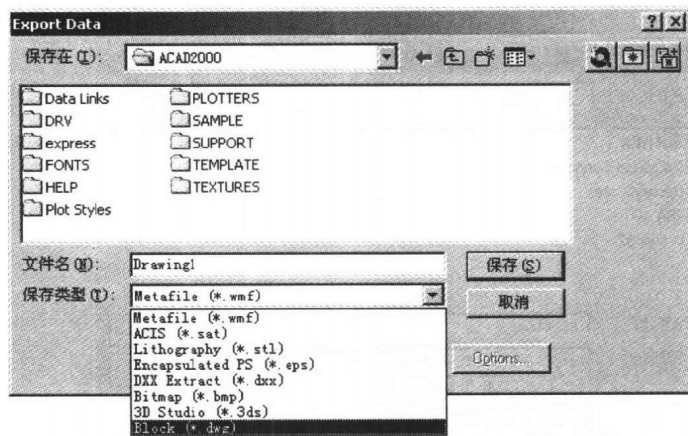 Export Data
保存在(I): ACAD2000
Data Links
DRV
express
FONTS
HELP
Plot Styles
PLOTTERS
SAMPLE
SUPPORT
TEMPLATE
TEXTURES
文件名(N): Drawing1 保存(S)
保存类型(T): Metafile (*.wmf) 取消
Metafile (*.wmf)
ACIS (*.sat)
Lithography (*.stl)
Encapsulated PS (*.eps)
DXX Extract (*.dxx)
Bitmap (*.bmp)
3D Studio (*.3ds)
Block (*.dwg)
Options...